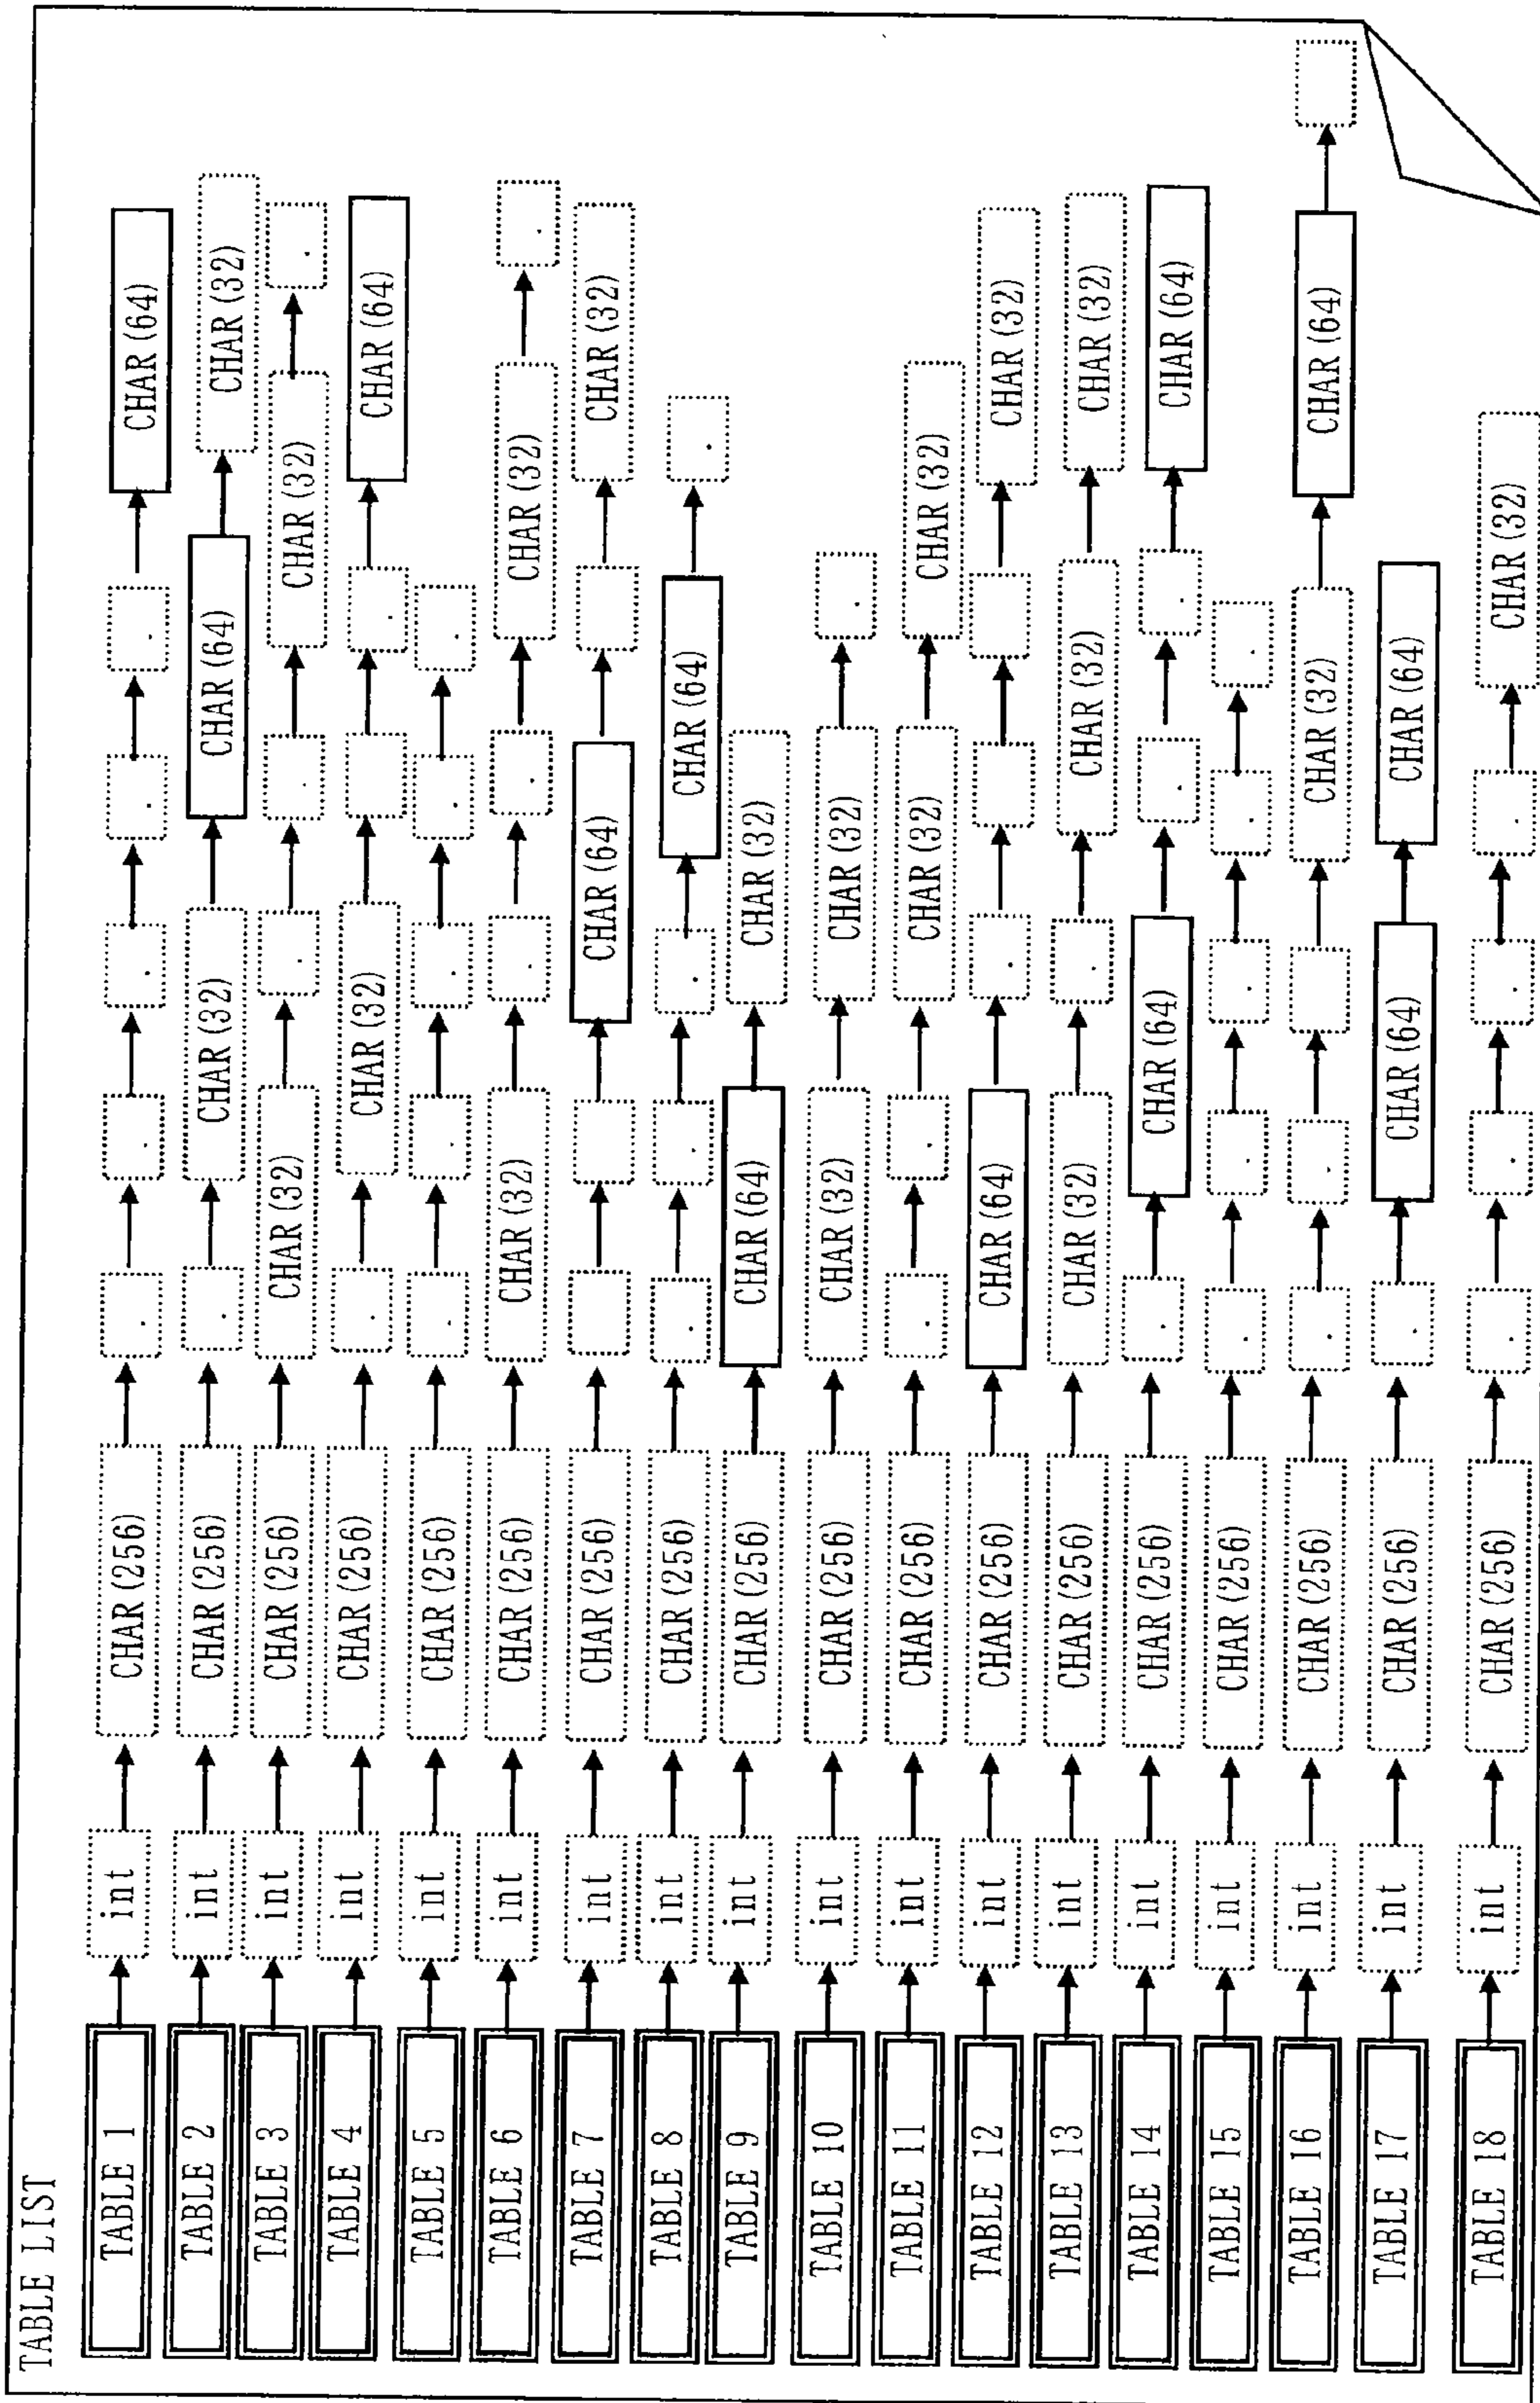 TABLE LIST
TABLE 1 int CHAR (256) CHAR (64)
TABLE 2 int CHAR (256) CHAR (32) CHAR (64) CHAR (32)
TABLE 3 int CHAR (256) CHAR (32) CHAR (32)
TABLE 4 int CHAR (256) CHAR (32) CHAR (64)
TABLE 5 int CHAR (256)
TABLE 6 int CHAR (256) CHAR (32) CHAR (32)
TABLE 7 int CHAR (256) CHAR (64) CHAR (32)
TABLE 8 int CHAR (256) CHAR (64)
TABLE 9 int CHAR (256) CHAR (64) CHAR (32)
TABLE 10 int CHAR (256) CHAR (32) CHAR (32)
TABLE 11 int CHAR (256) CHAR (32) CHAR (32)
TABLE 12 int CHAR (256) CHAR (64) CHAR (32)
TABLE 13 int CHAR (256) CHAR (32) CHAR (32) CHAR (32)
TABLE 14 int CHAR (256) CHAR (64) CHAR (64)
TABLE 15 int CHAR (256)
TABLE 16 int CHAR (256) CHAR (32) CHAR (64)
TABLE 17 int CHAR (256) CHAR (64) CHAR (64)
TABLE 18 int CHAR (256) CHAR (32)